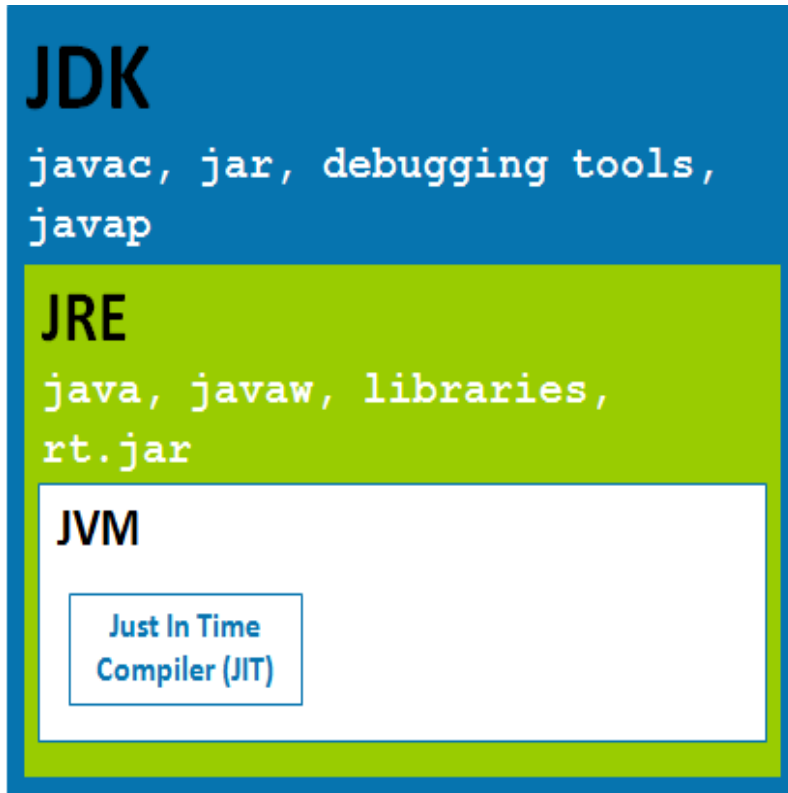 JDK
javac, jar, debugging tools,
javap
JRE
java, javaw, libraries,
rt.jar
JVM
Just In Time
Compiler (JIT)